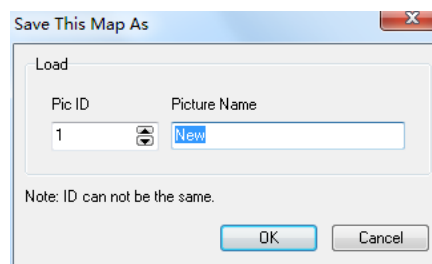 Save This Map As
Load
Pic ID Picture Name
1 New
Note: ID can not be the same.
OK Cancel